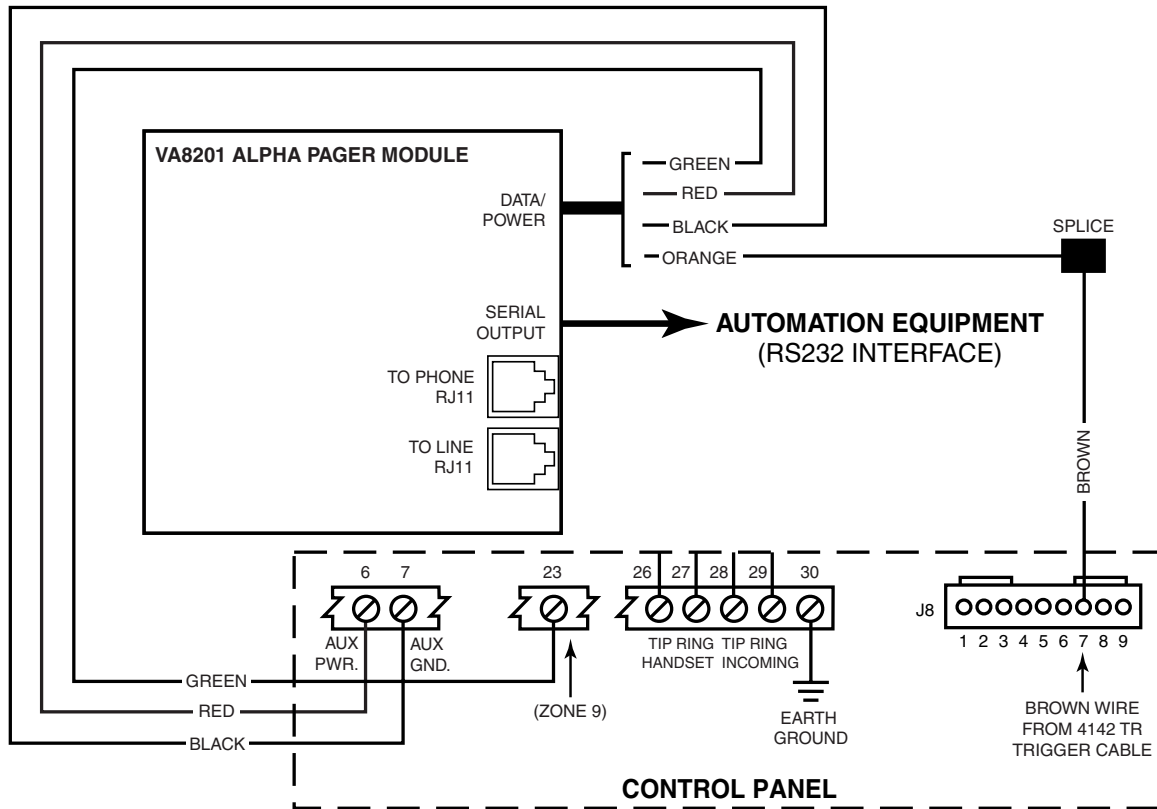 VA8201 ALPHA PAGER MODULE
DATA/
POWER
GREEN
RED
BLACK
ORANGE
SPLICE
SERIAL
OUTPUT
AUTOMATION EQUIPMENT
(RS232 INTERFACE)
TO PHONE
RJ11
TO LINE
RJ11
BROWN
6 7 23 26 27 28 29 30
AUX
PWR.
AUX
GND.
(ZONE 9)
TIP RING TIP RING
HANDSET INCOMING
EARTH
GROUND
J8
1 2 3 4 5 6 7 8 9
BROWN WIRE
FROM 4142 TR
TRIGGER CABLE
GREEN
RED
BLACK
CONTROL PANEL